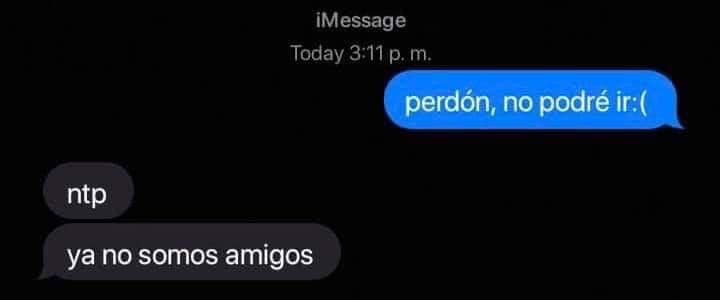 iMessage
Today 3:11 p. m.
perdón, no podré ir:(
ntp
ya no somos amigos